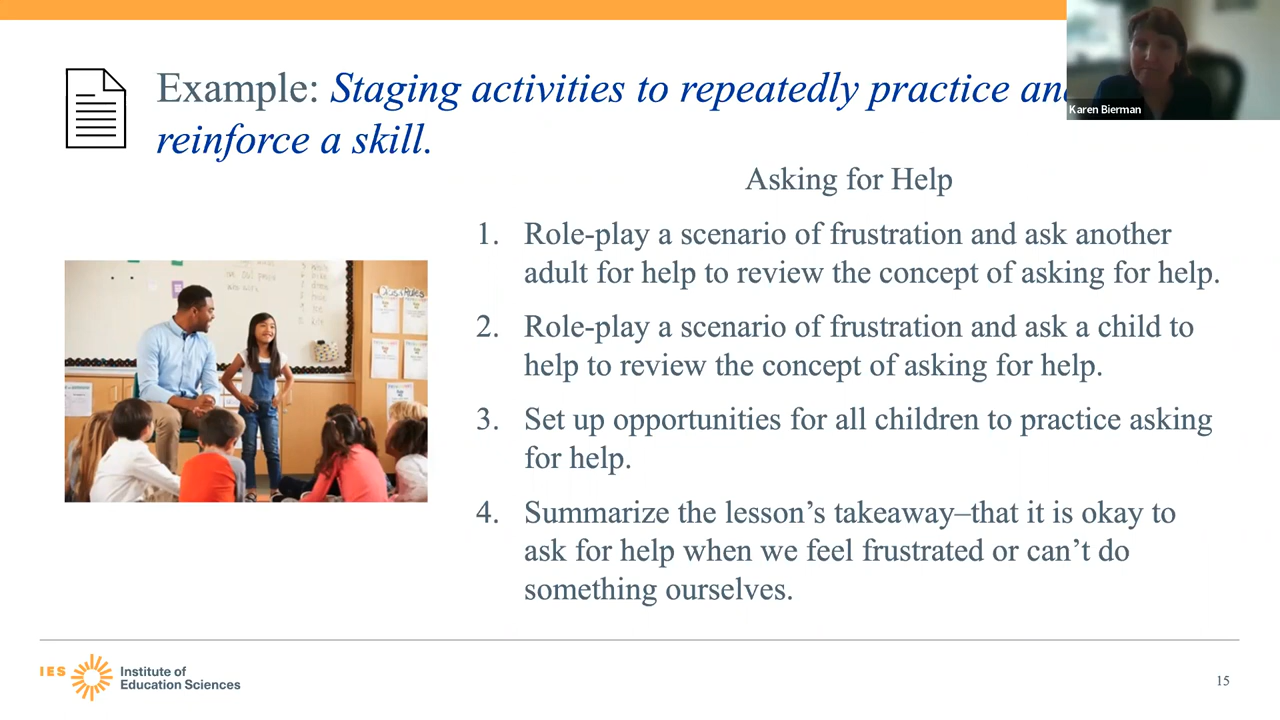 Example: Staging activities to repeatedly practice and
reinforce a skill.
Karen Bierman
Asking for Help
1. Role-play a scenario of frustration and ask another
adult for help to review the concept of asking for help.
2. Role-play a scenario of frustration and ask a child to
help to review the concept of asking for help.
3. Set up opportunities for all children to practice asking
for help.
4. Summarize the lesson’s takeaway–that it is okay to
ask for help when we feel frustrated or can’t do
something ourselves.
IES Institute of
Education Sciences
15